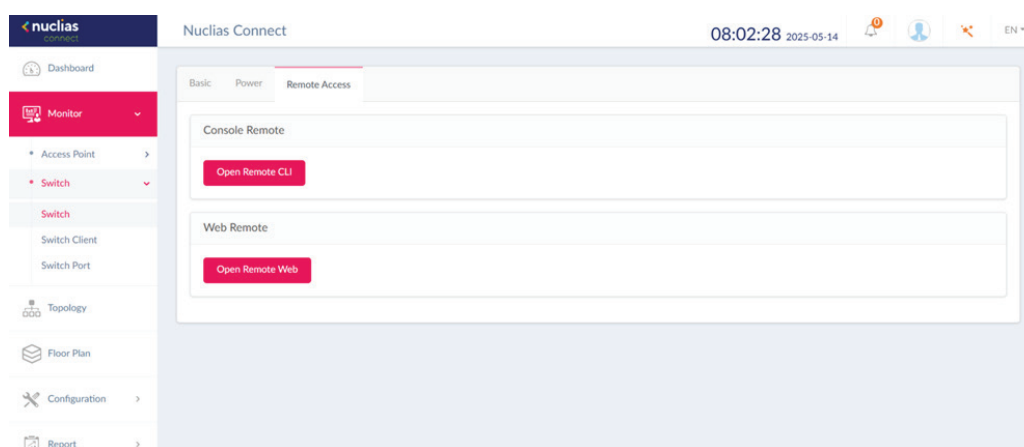 nuclias
connect
Nuclias Connect
08:02:28 2025-05-14
0
EN
Dashboard
Monitor
Access Point
Switch
Switch
Switch Client
Switch Port
Topology
Floor Plan
Configuration
Report
Basic Power Remote Access
Console Remote
Open Remote CLI
Web Remote
Open Remote Web